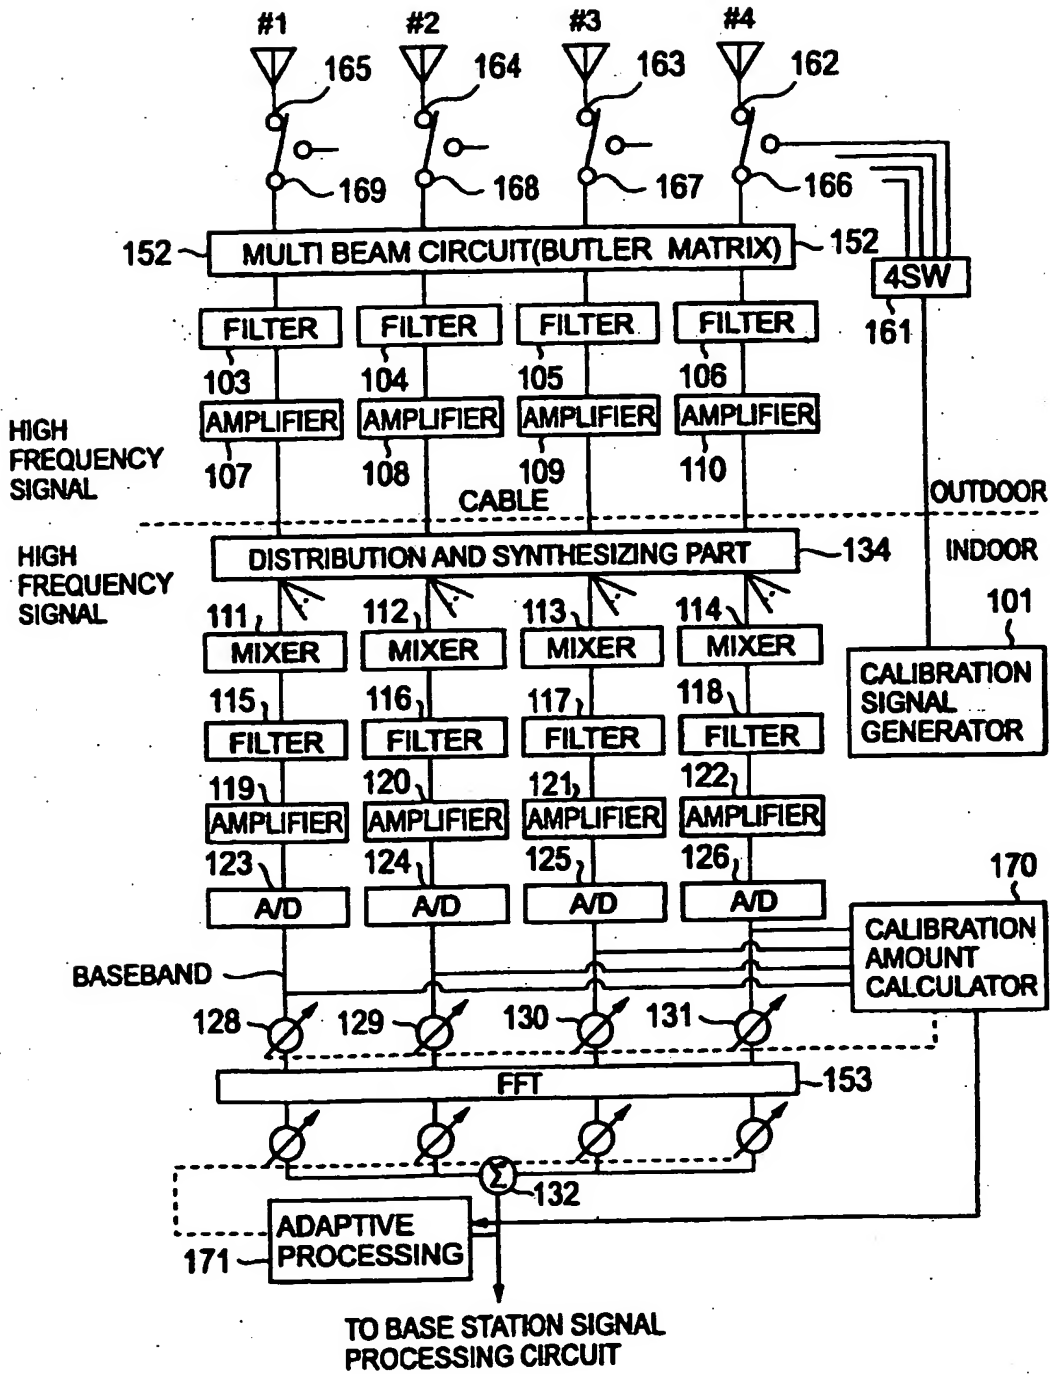 #1 #2 #3 #4
165 164 163 162
169 168 167 166
152 MULTI BEAM CIRCUIT(BUTLER MATRIX) 152
4SW
161
FILTER FILTER FILTER FILTER
103 104 105 106
AMPLIFIER AMPLIFIER AMPLIFIER AMPLIFIER
107 108 109 110
HIGH
FREQUENCY
SIGNAL
CABLE
OUTDOOR
HIGH
FREQUENCY
SIGNAL
DISTRIBUTION AND SYNTHESIZING PART 134
INDOOR
111 112 113 114
MIXER MIXER MIXER MIXER
101
CALIBRATION
SIGNAL
GENERATOR
115 116 117 118
FILTER FILTER FILTER FILTER
119 120 121 122
AMPLIFIER AMPLIFIER AMPLIFIER AMPLIFIER
123 124 125 126
A/D A/D A/D A/D
170
CALIBRATION
AMOUNT
CALCULATOR
BASEBAND
128 129 130 131
FFT 153
Σ
132
ADAPTIVE
PROCESSING
171
TO BASE STATION SIGNAL
PROCESSING CIRCUIT